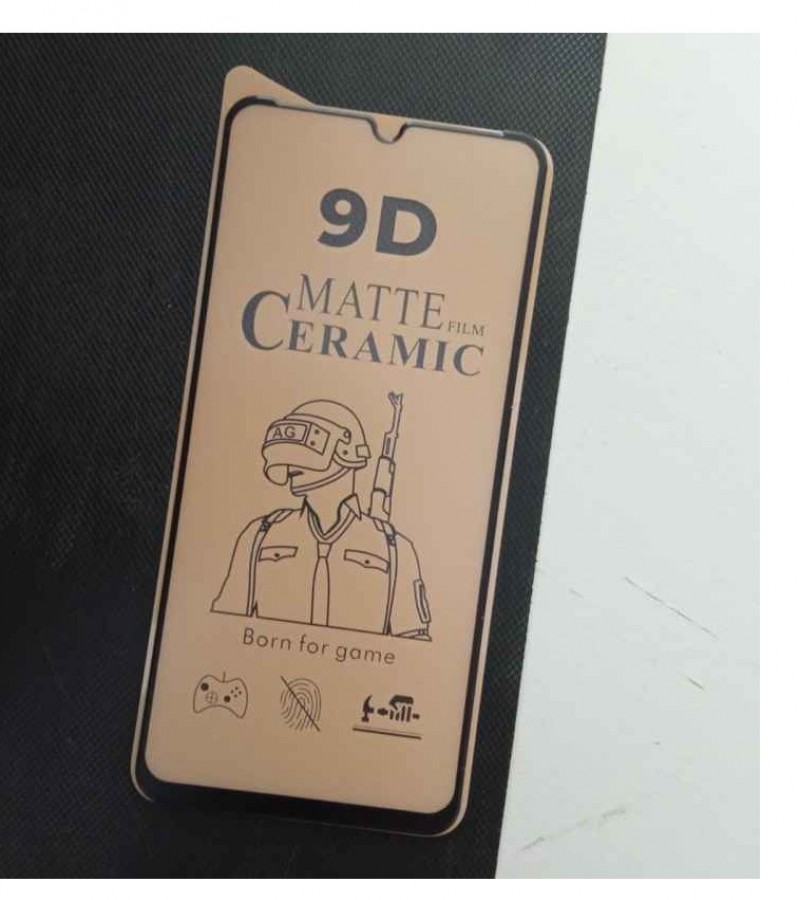 9D
MATTE FILM
CERAMIC
AG
Born for game